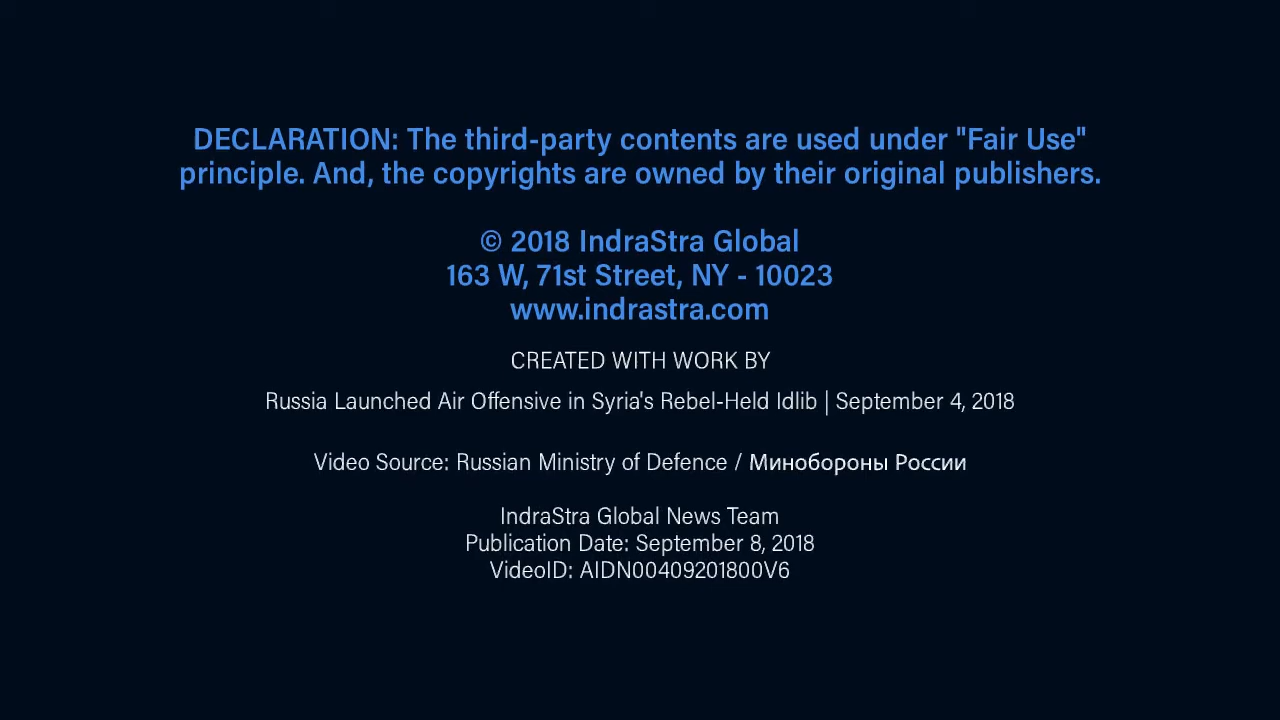 DECLARATION: The third-party contents are used under "Fair Use"
principle. And, the copyrights are owned by their original publishers.
© 2018 IndraStra Global
163 W, 71st Street, NY - 10023
www.indrastra.com
CREATED WITH WORK BY
Russia Launched Air Offensive in Syria's Rebel-Held Idlib | September 4, 2018
Video Source: Russian Ministry of Defence / Минобороны России
IndraStra Global News Team
Publication Date: September 8, 2018
VideoID: AIDN00409201800V6